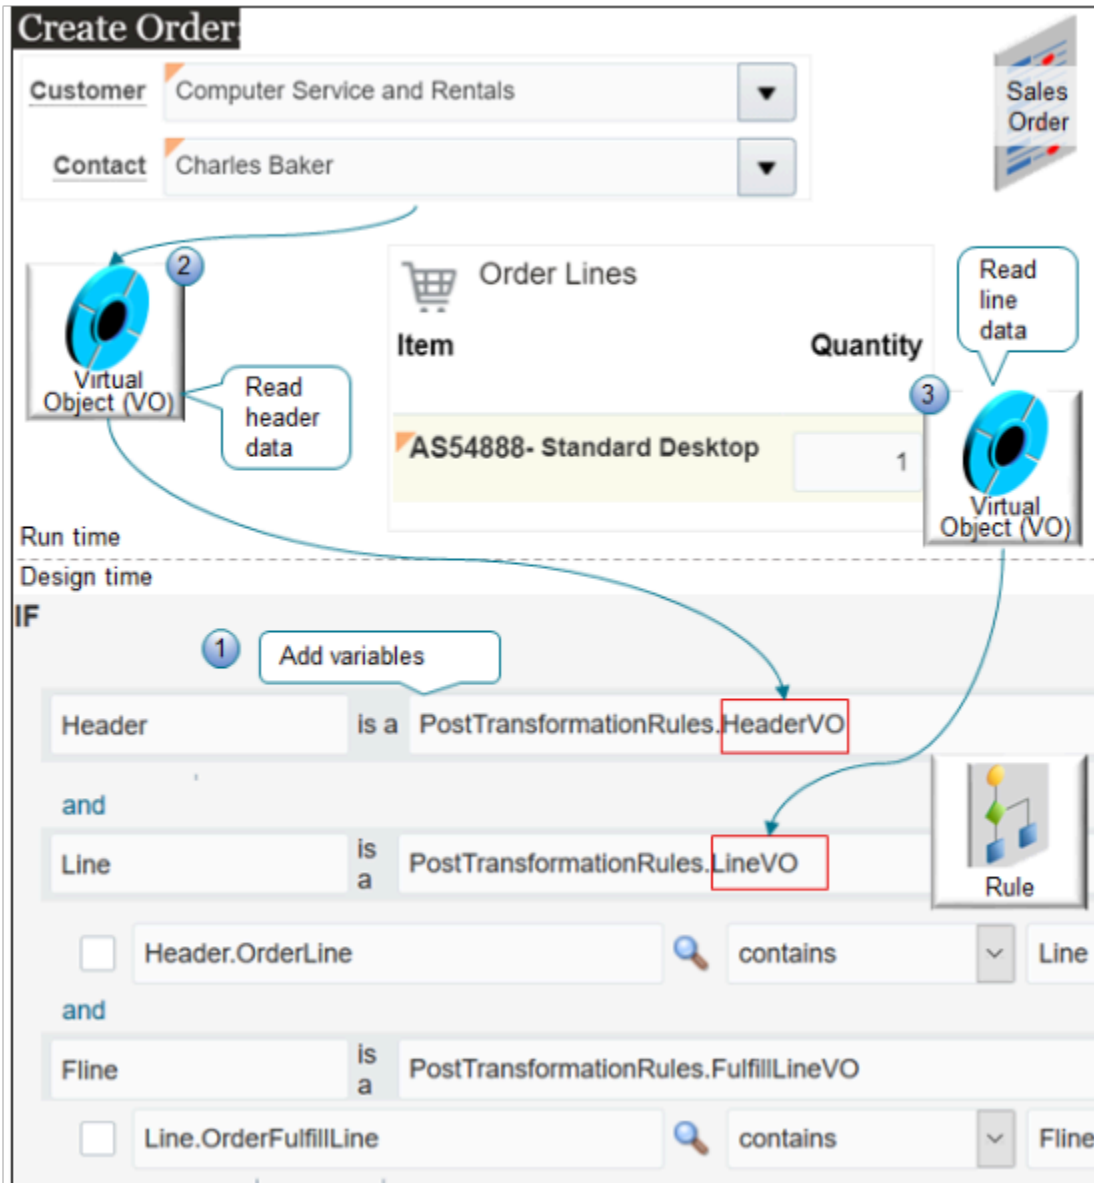 Create Order:
Customer
Computer Service and Rentals
Contact
Charles Baker
Sales
Order
2
Virtual
Object (VO)
Read
header
data
Order Lines
Item
Quantity
AS54888- Standard Desktop
1
Read
line
data
3
Virtual
Object (VO)
Run time
Design time
IF
1
Add variables
Header
is a
PostTransformationRules.HeaderVO
and
Line
is
a
PostTransformationRules.LineVO
Rule
Header.OrderLine
contains
Line
and
Fline
is
a
PostTransformationRules.FulfillLineVO
Line.OrderFulfillLine
contains
Fline